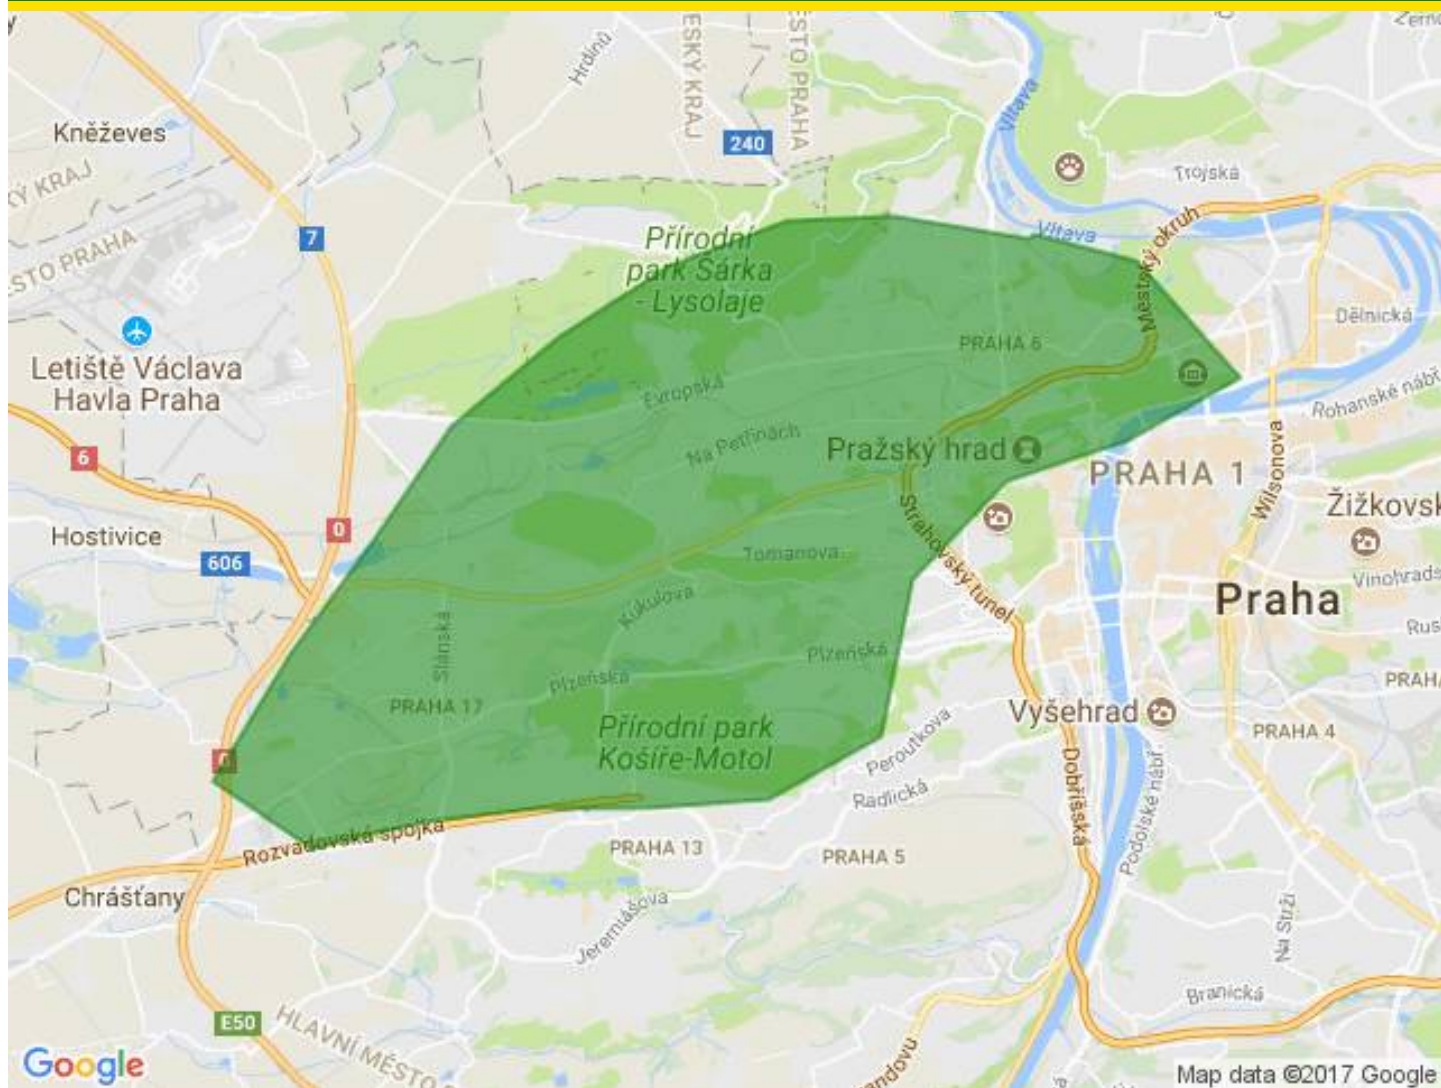 ESKÝ KRAJ
ĚSTO PRAHA
Hrdinů
Kněževes
240
Vltava
Trojská
Ý KRAJ
7
Přírodní
park Šárka
- Lysolaje
Vltava
Městský okruh
STO PRAHA
Dělnická
Letiště Václava
Havla Praha
PRAHA 6
Evropská
Rohanské nábř
Na Petřinách
Pražský hrad
PRAHA 1
6
Wilsonova
Žižkovsk
0
Hostivice
606
Strahovský tunel
Tomanova
Vinohrads
Kukulova
Praha
Slánská
Plzeňská
Rus
Plzeňská
PRAHA
PRAHA 17
Vyšehrad
Přírodní park
Košíře-Motol
Peroutkova
PRAHA 4
0
Radlická
Dobříšská
Podolské nábř
Rozvadovská spojka
PRAHA 13
PRAHA 5
Chrášťany
Jeremiášova
Na Strži
Branická
E50
HLAVNÍ MĚSTO
andovu
Google
Map data ©2017 Google